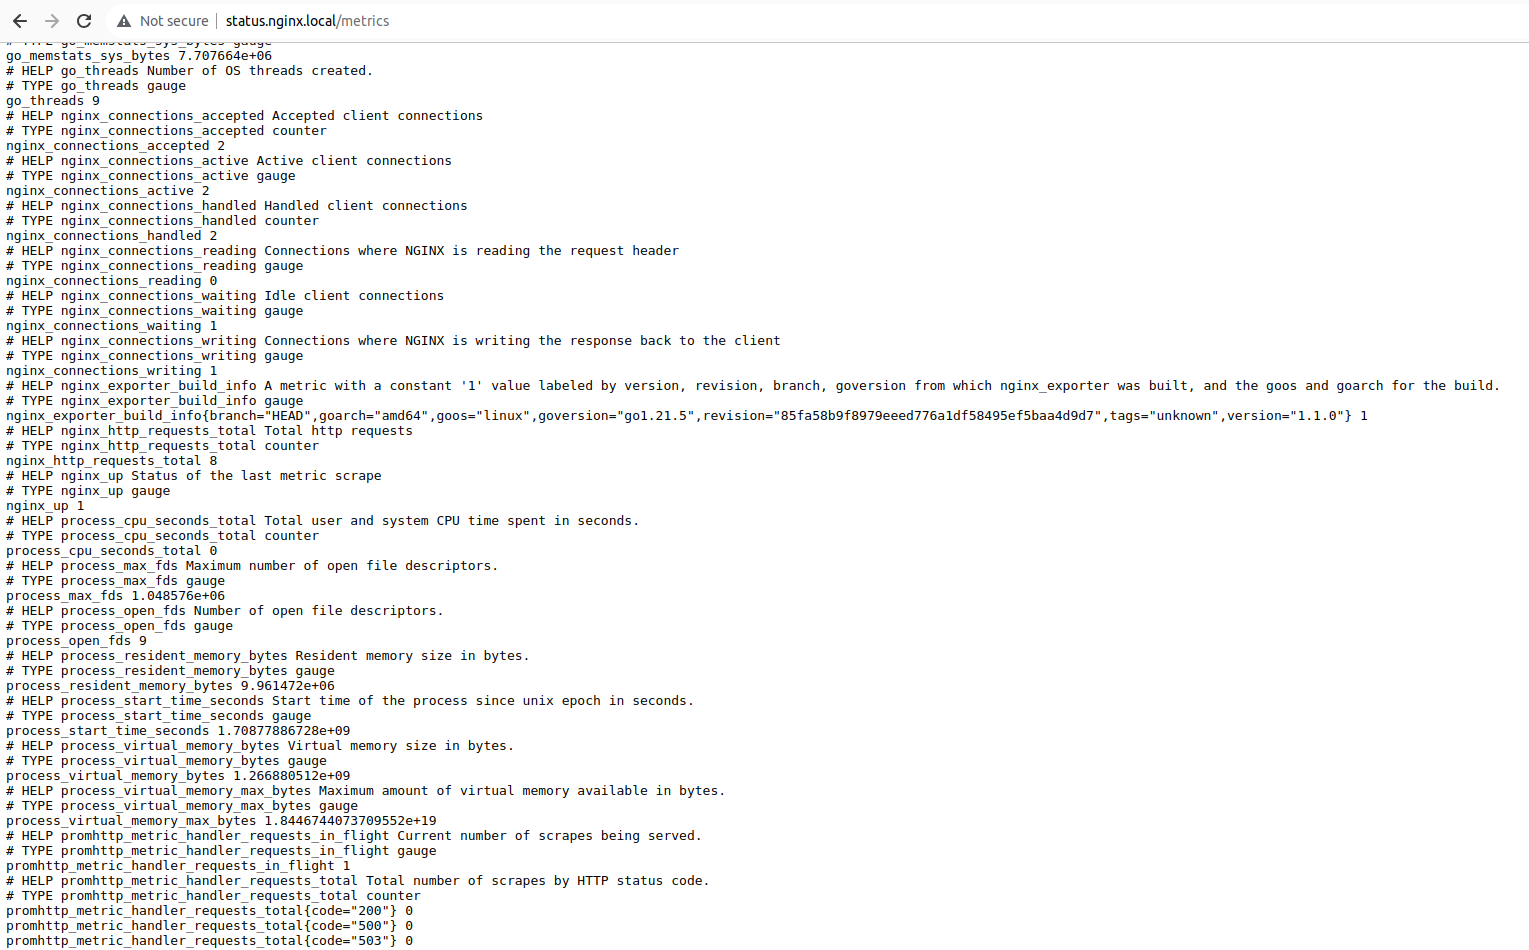 Not secure | status.nginx.local/metrics
# TYPE go_memstats_sys_bytes gauge
go_memstats_sys_bytes 7.707664e+06
# HELP go_threads Number of OS threads created.
# TYPE go_threads gauge
go_threads 9
# HELP nginx_connections_accepted Accepted client connections
# TYPE nginx_connections_accepted counter
nginx_connections_accepted 2
# HELP nginx_connections_active Active client connections
# TYPE nginx_connections_active gauge
nginx_connections_active 2
# HELP nginx_connections_handled Handled client connections
# TYPE nginx_connections_handled counter
nginx_connections_handled 2
# HELP nginx_connections_reading Connections where NGINX is reading the request header
# TYPE nginx_connections_reading gauge
nginx_connections_reading 0
# HELP nginx_connections_waiting Idle client connections
# TYPE nginx_connections_waiting gauge
nginx_connections_waiting 1
# HELP nginx_connections_writing Connections where NGINX is writing the response back to the client
# TYPE nginx_connections_writing gauge
nginx_connections_writing 1
# HELP nginx_exporter_build_info A metric with a constant '1' value labeled by version, revision, branch, goversion from which nginx_exporter was built, and the goos and goarch for the build.
# TYPE nginx_exporter_build_info gauge
nginx_exporter_build_info{branch="HEAD",goarch="amd64",goos="linux",goversion="go1.21.5",revision="85fa58b9f8979eeed776a1df58495ef5baa4d9d7",tags="unknown",version="1.1.0"} 1
# HELP nginx_http_requests_total Total http requests
# TYPE nginx_http_requests_total counter
nginx_http_requests_total 8
# HELP nginx_up Status of the last metric scrape
# TYPE nginx_up gauge
nginx_up 1
# HELP process_cpu_seconds_total Total user and system CPU time spent in seconds.
# TYPE process_cpu_seconds_total counter
process_cpu_seconds_total 0
# HELP process_max_fds Maximum number of open file descriptors.
# TYPE process_max_fds gauge
process_max_fds 1.048576e+06
# HELP process_open_fds Number of open file descriptors.
# TYPE process_open_fds gauge
process_open_fds 9
# HELP process_resident_memory_bytes Resident memory size in bytes.
# TYPE process_resident_memory_bytes gauge
process_resident_memory_bytes 9.961472e+06
# HELP process_start_time_seconds Start time of the process since unix epoch in seconds.
# TYPE process_start_time_seconds gauge
process_start_time_seconds 1.70877886728e+09
# HELP process_virtual_memory_bytes Virtual memory size in bytes.
# TYPE process_virtual_memory_bytes gauge
process_virtual_memory_bytes 1.266880512e+09
# HELP process_virtual_memory_max_bytes Maximum amount of virtual memory available in bytes.
# TYPE process_virtual_memory_max_bytes gauge
process_virtual_memory_max_bytes 1.8446744073709552e+19
# HELP promhttp_metric_handler_requests_in_flight Current number of scrapes being served.
# TYPE promhttp_metric_handler_requests_in_flight gauge
promhttp_metric_handler_requests_in_flight 1
# HELP promhttp_metric_handler_requests_total Total number of scrapes by HTTP status code.
# TYPE promhttp_metric_handler_requests_total counter
promhttp_metric_handler_requests_total{code="200"} 0
promhttp_metric_handler_requests_total{code="500"} 0
promhttp_metric_handler_requests_total{code="503"} 0